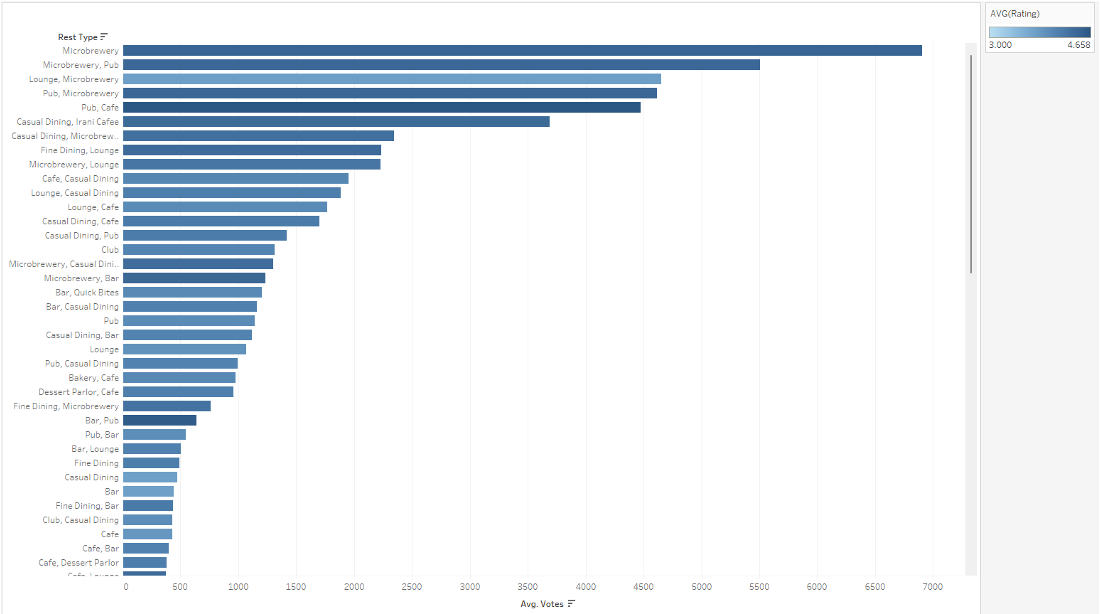 AVG(Rating)
3.000 4.658
Rest Type
Microbrewery
Microbrewery, Pub
Lounge, Microbrewery
Pub, Microbrewery
Pub, Cafe
Casual Dining, Irani Cafee
Casual Dining, Microbrew..
Fine Dining, Lounge
Microbrewery, Lounge
Cafe, Casual Dining
Lounge, Casual Dining
Lounge, Cafe
Casual Dining, Cafe
Casual Dining, Pub
Club
Microbrewery, Casual Dini..
Microbrewery, Bar
Bar, Quick Bites
Bar, Casual Dining
Pub
Casual Dining, Bar
Lounge
Pub, Casual Dining
Bakery, Cafe
Dessert Parlor, Cafe
Fine Dining, Microbrewery
Bar, Pub
Pub, Bar
Bar, Lounge
Fine Dining
Casual Dining
Bar
Fine Dining, Bar
Club, Casual Dining
Cafe
Cafe, Bar
Cafe, Dessert Parlor
Cafe, Lounge
0 500 1000 1500 2000 2500 3000 3500 4000 4500 5000 5500 6000 6500 7000
Avg. Votes